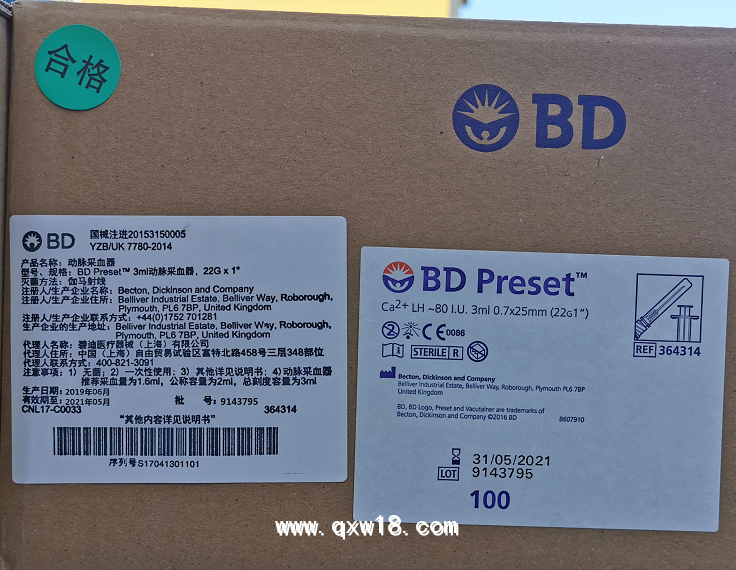 合格
BD
BD
国械注进20153150005
YZB/UK 7780-2014
产品名称: 动脉采血器
型号、规格: BD Preset™ 3ml动脉采血器, 22G x 1"
灭菌方法: 伽马射线
注册人/生产企业名称: Becton, Dickinson and Company
注册人/生产企业住所: Belliver Industrial Estate, Belliver Way, Roborough,
Plymouth, PL6 7BP, United Kingdom
注册人/生产企业联系方式: +44(0)1752 701281
生产企业的生产地址: Belliver Industrial Estate, Belliver Way, Roborough,
Plymouth, PL6 7BP, United Kingdom
代理人名称: 碧迪医疗器械（上海）有限公司
代理人住所: 中国（上海）自由贸易试验区富特北路458号三层348部位
代理人联系方式: 400-821-3091
注意事项: 1) 无菌; 2) 一次性使用; 3) 其他详见说明书; 4) 动脉采血器
推荐采血量为1.6ml, 公称容量为2ml, 总刻度容量为3ml
生产日期: 2019年06月
有效期至: 2021年05月 批 号: 9143795
CNL17-C0033 364314
"其他内容详见说明书"
序列号S17041301101
BD Preset™
Ca2+ LH ~80 I.U. 3ml 0.7x25mm (22G1")
2 CE 0086
STERILE R
REF 364314
Becton, Dickinson and Company
Belliver Industrial Estate, Belliver Way, Roborough, Plymouth PL6 7BP
United Kingdom
BD, BD Logo, Preset and Vacutainer are trademarks of
Becton, Dickinson and Company ©2016 BD
8607910
31/05/2021
LOT 9143795
100
www.qxw18.com